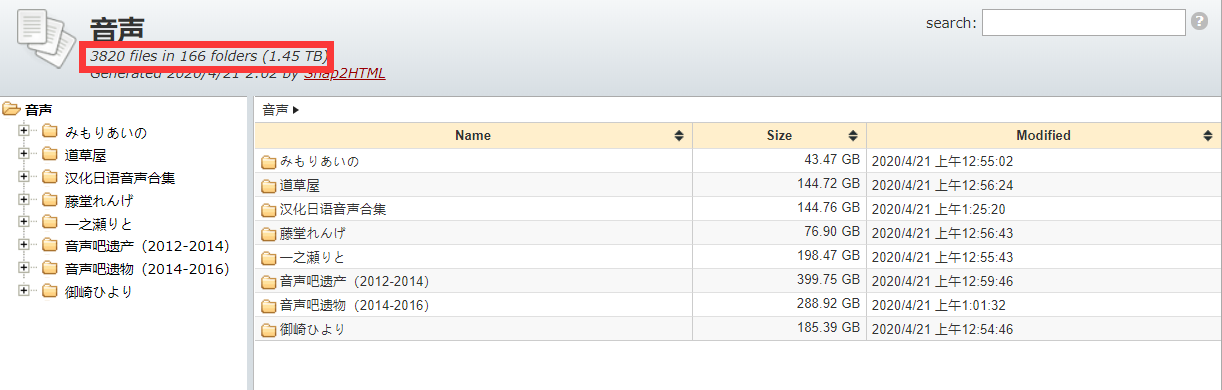 音声
search:
?
3820 files in 166 folders (1.45 TB)
Generated 2020/4/21 2:02 by Snap2HTML
音声
みもりあいの
道草屋
汉化日语音声合集
藤堂れんげ
一之瀬りと
音声吧遗产（2012-2014）
音声吧遗物（2014-2016）
御崎ひより
音声
Name Size Modified
みもりあいの 43.47 GB 2020/4/21 上午12:55:02
道草屋 144.72 GB 2020/4/21 上午12:56:24
汉化日语音声合集 144.76 GB 2020/4/21 上午1:25:20
藤堂れんげ 76.90 GB 2020/4/21 上午12:56:43
一之瀬りと 198.47 GB 2020/4/21 上午12:55:43
音声吧遗产（2012-2014） 399.75 GB 2020/4/21 上午12:59:46
音声吧遗物（2014-2016） 288.92 GB 2020/4/21 上午1:01:32
御崎ひより 185.39 GB 2020/4/21 上午12:54:46